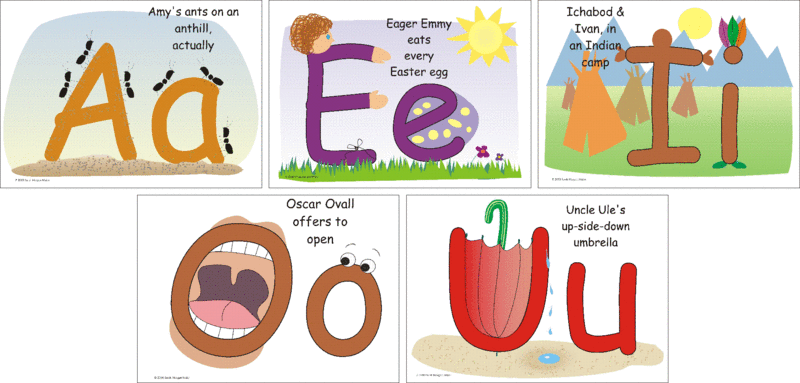 Amy's ants on an
anthill,
actually
Aa
Eager Emmy
eats
every
Easter egg
Ee
Ichabod &
Ivan, in
an Indian
camp
Ii
Oscar Ovall
offers to
open
Oo
Uncle Ule's
up-side-down
umbrella
Uu